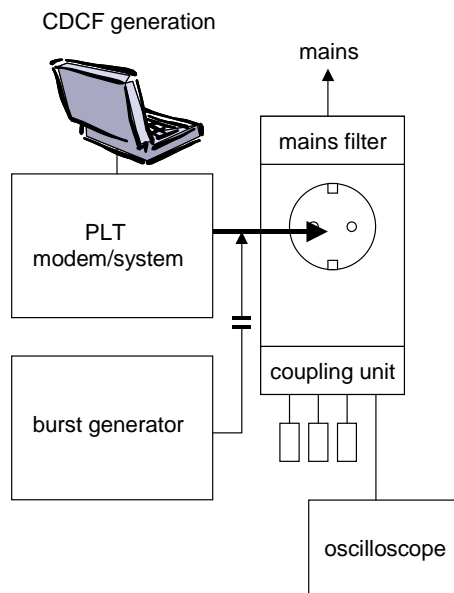 CDCF generation
mains
mains filter
PLT
modem/system
coupling unit
burst generator
oscilloscope